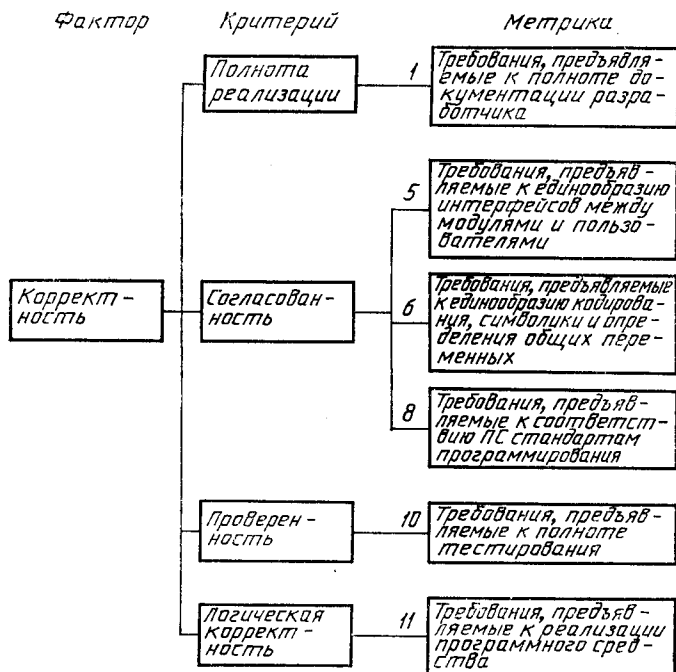 Фактор Критерий Метрика
Полнота
реализации
1
Требования, предъявля-
емые к полноте до-
кументации разра-
ботчика
5
Требования, предъяв-
ляемые к единообразию
интерфейсов между
модулями и пользо-
вателями
Коррект-
ность
Согласован-
ность
6
Требования, предъявляемые
к единообразию кодирова-
ния, символики и опре-
деления общих пере-
менных
8
Требования, предъяв-
ляемые к соответст-
вию ПС стандартам
программирования
Проверен-
ность
10
Требования, предъяв-
ляемые к полноте
тестирования
Логическая
коррект-
ность
11
Требования, предъяв-
ляемые к реализации
программного сред-
ства